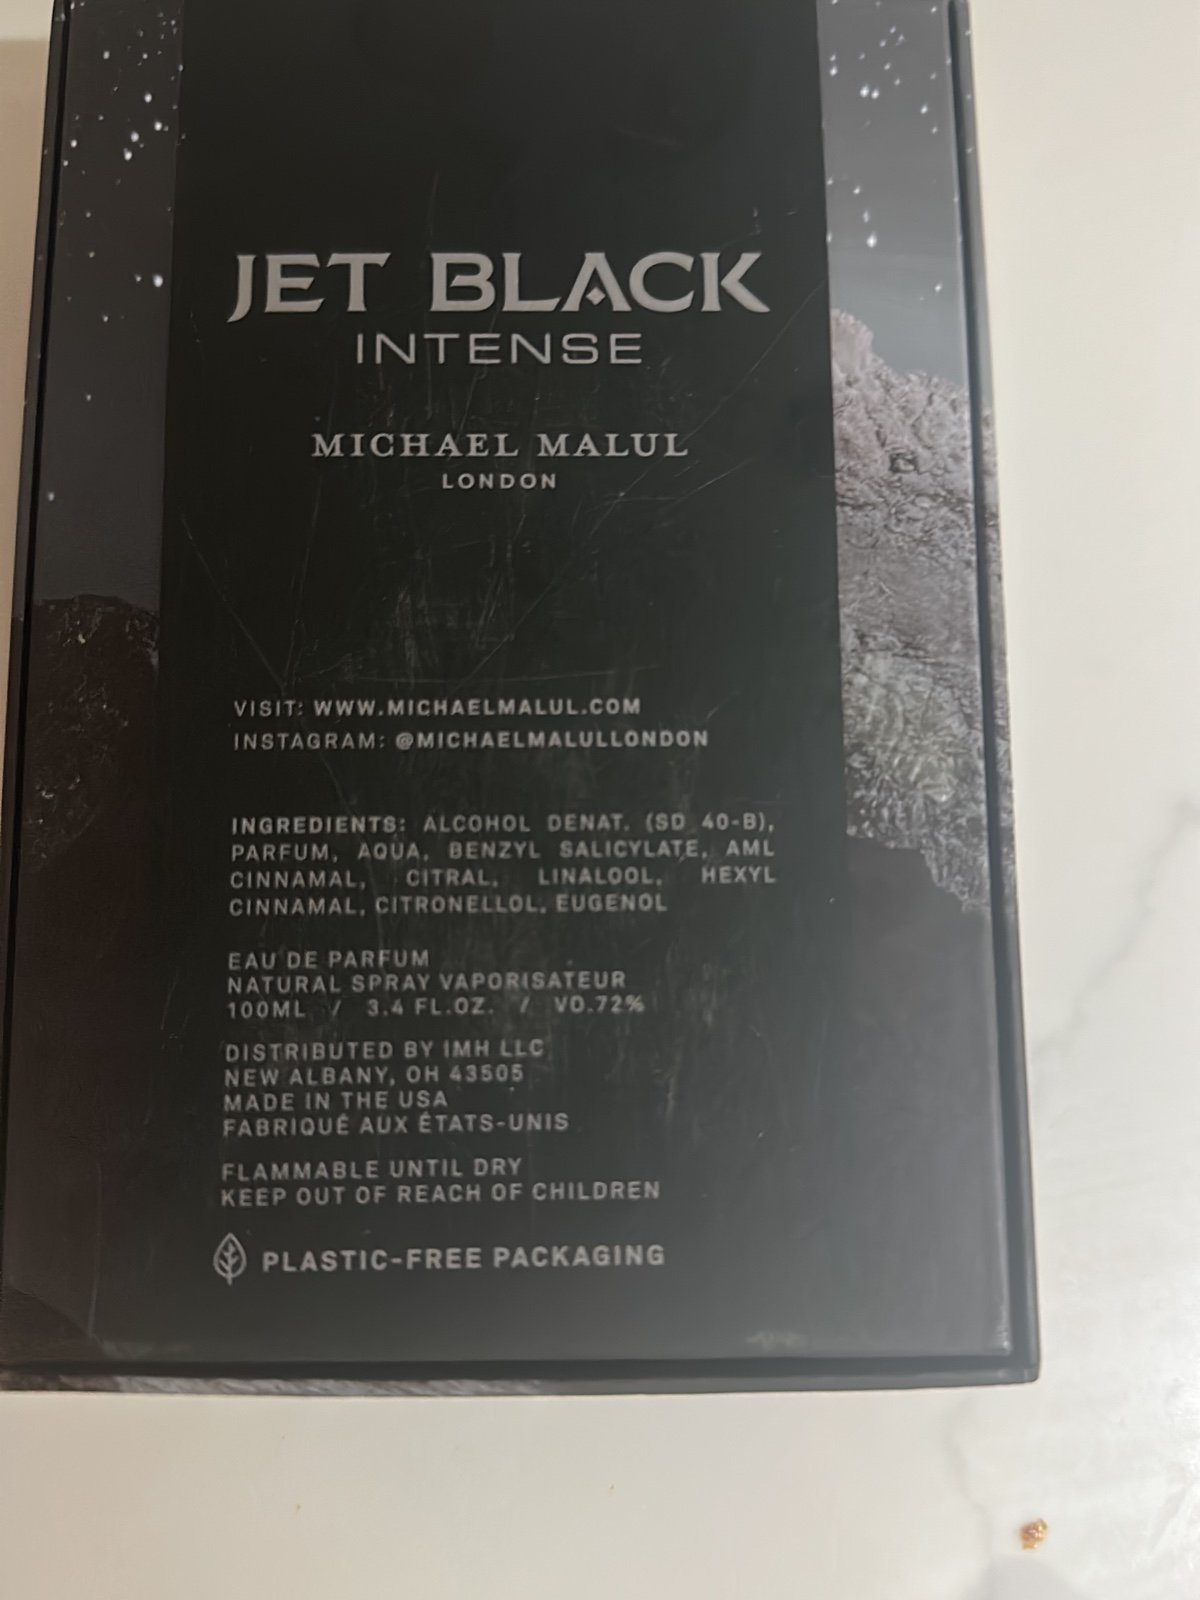 JET BLACK
INTENSE
MICHAEL MALUL
LONDON
VISIT: WWW.MICHAELMALUL.COM
INSTAGRAM: @MICHAELMALULLONDON
INGREDIENTS: ALCOHOL DENAT. (SD 40-B),
PARFUM, AQUA, BENZYL SALICYLATE, AML
CINNAMAL, CITRAL, LINALOOL, HEXYL
CINNAMAL, CITRONELLOL, EUGENOL
EAU DE PARFUM
NATURAL SPRAY VAPORISATEUR
100ML / 3.4 FL.OZ. / VO.72%
DISTRIBUTED BY IMH LLC
NEW ALBANY, OH 43505
MADE IN THE USA
FABRIQUÉ AUX ÉTATS-UNIS
FLAMMABLE UNTIL DRY
KEEP OUT OF REACH OF CHILDREN
PLASTIC-FREE PACKAGING